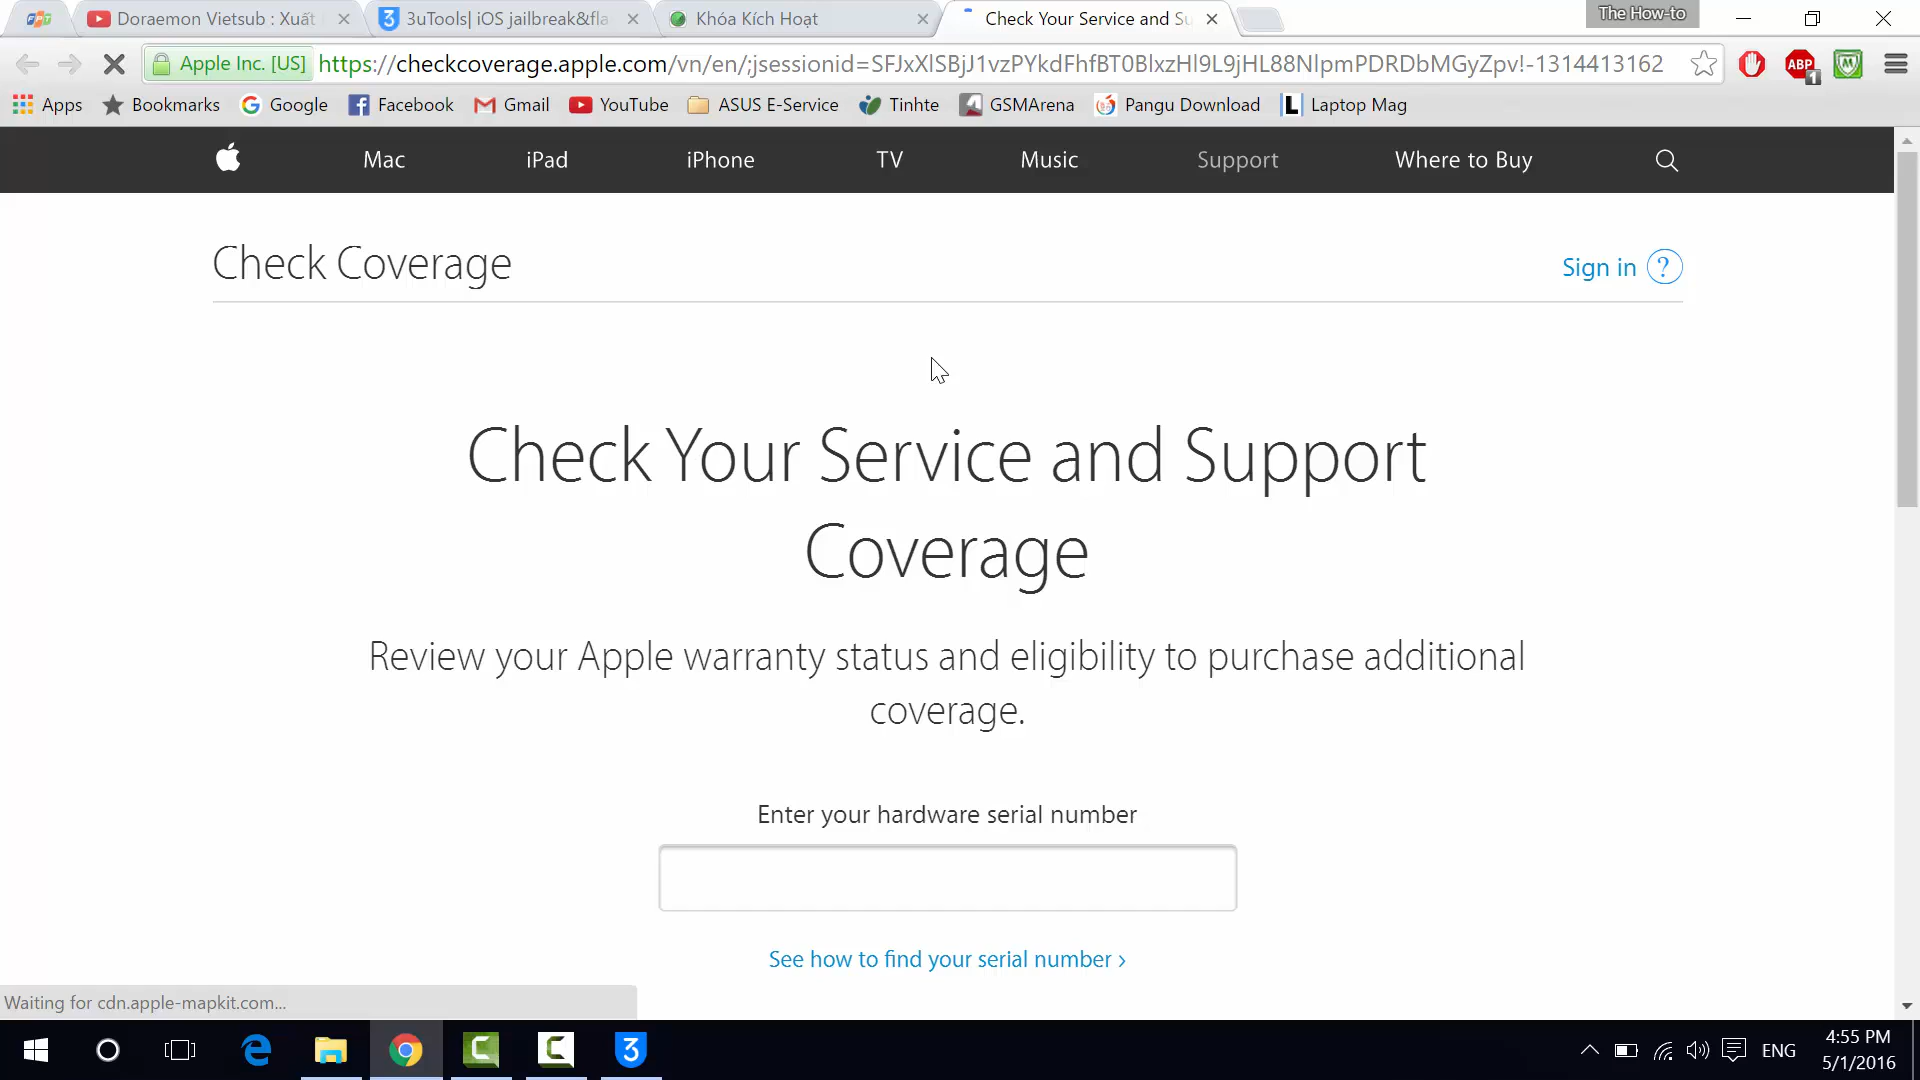 Doraemon Vietsub : Xuất
3uTools| iOS jailbreak&fla
Khóa Kích Hoạt
Check Your Service and Su
The How-to
Apple Inc. [US]
https://checkcoverage.apple.com/vn/en/;jsessionid=SFJxXlSBjJ1vzPYkdFhfBT0BlxzHl9L9jHL88NlpmPDRDbMGyZpv!-1314413162
ABP
1
Apps
Bookmarks
Google
Facebook
Gmail
YouTube
ASUS E-Service
Tinhte
GSMArena
Pangu Download
Laptop Mag
Mac
iPad
iPhone
TV
Music
Support
Where to Buy
Check Coverage
Sign in ?
Check Your Service and Support
Coverage
Review your Apple warranty status and eligibility to purchase additional
coverage.
Enter your hardware serial number
See how to find your serial number ›
Waiting for cdn.apple-mapkit.com...
ENG
4:55 PM
5/1/2016